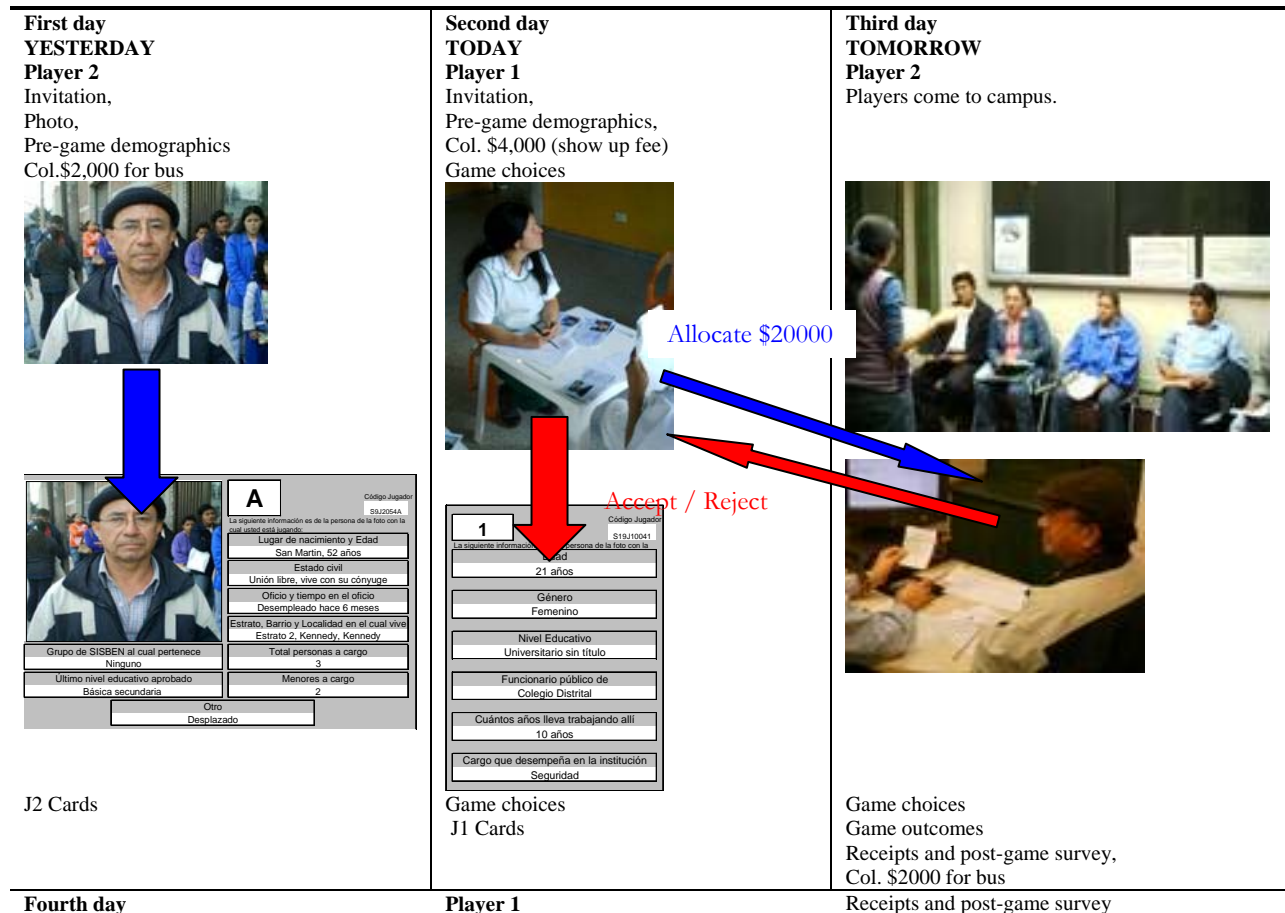 First day
YESTERDAY
Player 2
Invitation,
Photo,
Pre-game demographics
Col.$2,000 for bus
A
Código Jugador
S9J2054A
La siguiente información es de la persona de la foto con la
cual usted está jugando:
Lugar de nacimiento y Edad
San Martin, 52 años
Estado civil
Unión libre, vive con su cónyuge
Oficio y tiempo en el oficio
Desempleado hace 6 meses
Estrato, Barrio y Localidad en el cual vive
Estrato 2, Kennedy, Kennedy
Grupo de SISBEN al cual pertenece
Ninguno
Total personas a cargo
3
Último nivel educativo aprobado
Básica secundaria
Menores a cargo
2
Otro
Desplazado
J2 Cards
Second day
TODAY
Player 1
Invitation,
Pre-game demographics,
Col. $4,000 (show up fee)
Game choices
Allocate $20000
Accept / Reject
1
Código Jugador
S19J10041
La siguiente información persona de la foto con la
21 años
Género
Femenino
Nivel Educativo
Universitario sin título
Funcionario público de
Colegio Distrital
Cuántos años lleva trabajando allí
10 años
Cargo que desempeña en la institución
Seguridad
Game choices
J1 Cards
Third day
TOMORROW
Player 2
Players come to campus.
Game choices
Game outcomes
Receipts and post-game survey,
Col. $2000 for bus
Fourth day
Player 1
Receipts and post-game survey